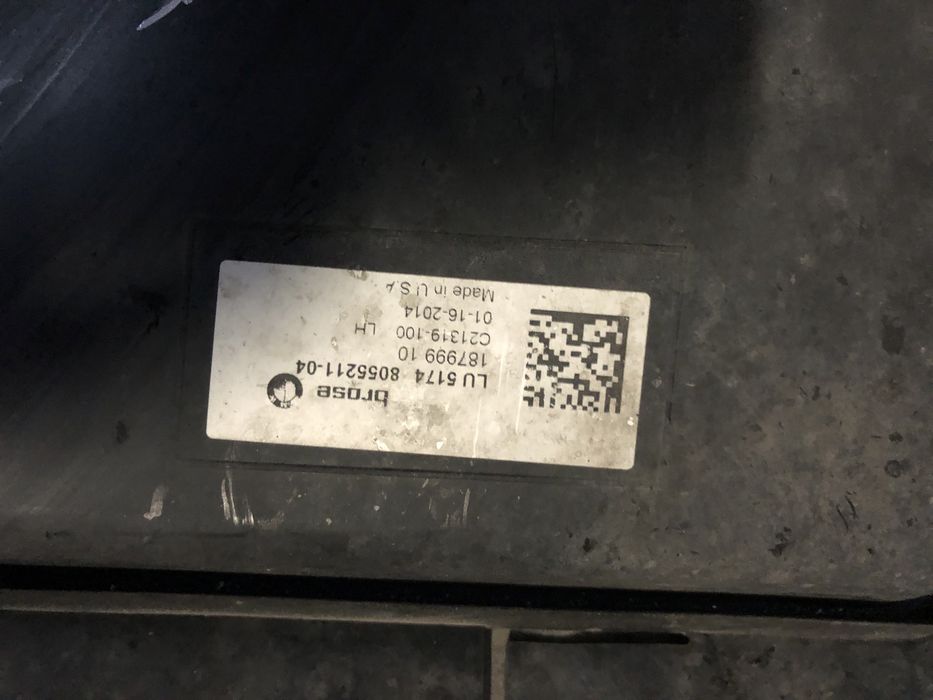 brose
LU 5174 8055211-04
187999 10
C21319-100 LH
01-16-2014
Made in U.S.A